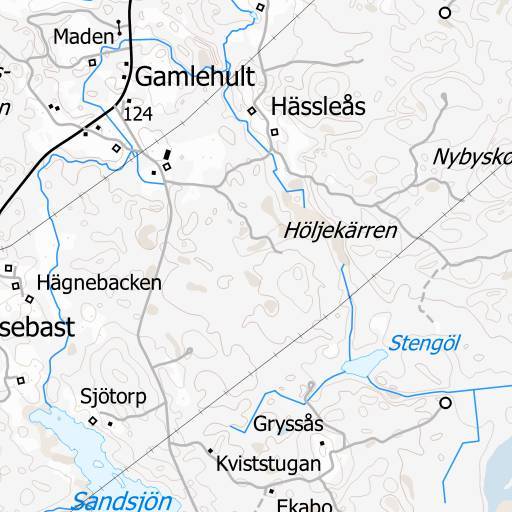 Maden
Gamlehult
s-
n
124
Hässleås
Nybysko
Höljekärren
Hägnebacken
sebast
Stengöl
Sjötorp
Gryssås
Kviststugan
Sandsjön
Ekabo